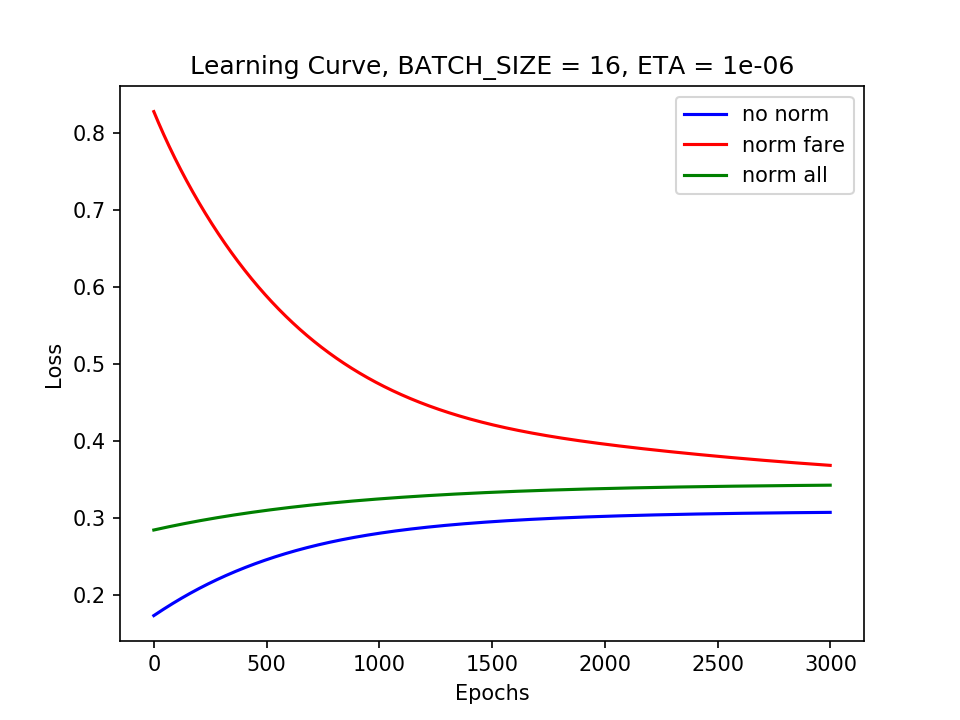 Learning Curve, BATCH_SIZE = 16, ETA = 1e-06
no norm
norm fare
norm all
0.8
0.7
0.6
0.5
0.4
0.3
0.2
Loss
0 500 1000 1500 2000 2500 3000
Epochs